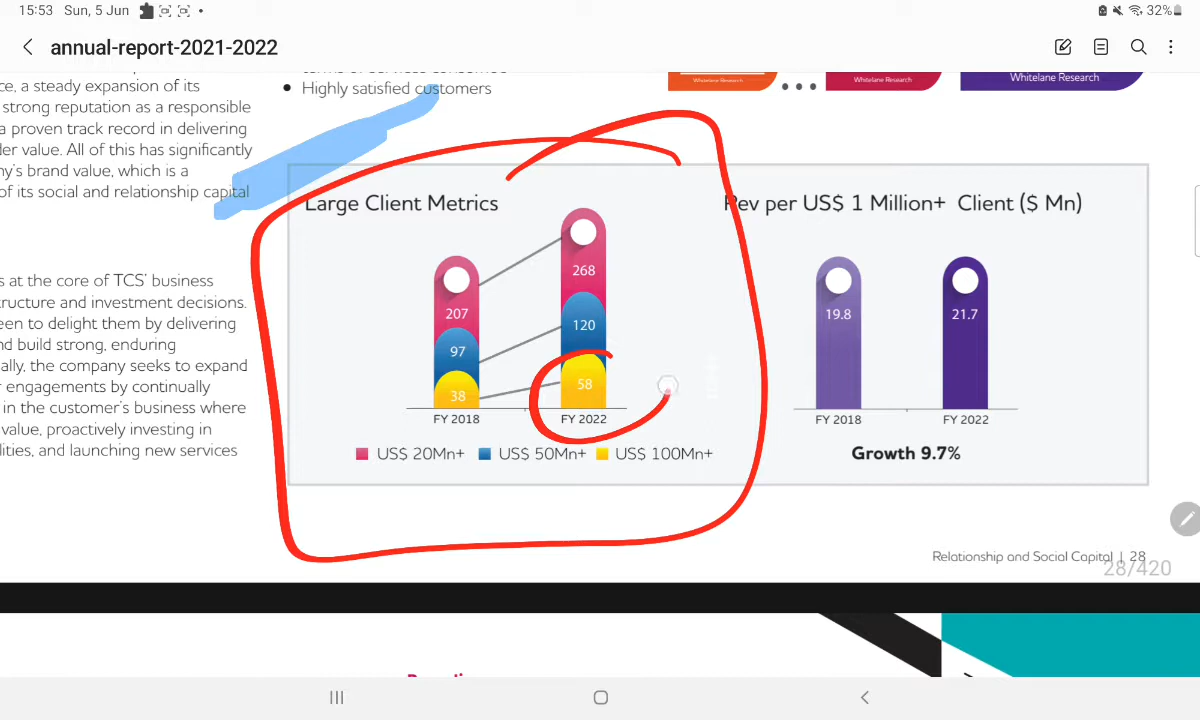 15:53 Sun, 5 Jun
32%
annual-report-2021-2022
ce, a steady expansion of its
strong reputation as a responsible
a proven track record in delivering
der value. All of this has significantly
ny's brand value, which is a
of its social and relationship capital
s at the core of TCS'business
tructure and investment decisions.
een to delight them by delivering
nd build strong, enduring
ally, the company seeks to expand
r engagements by continually
in the customer's business where
value, proactively investing in
ilities, and launching new services
• Highly satisfied customers
Whitelane Research
Whitelane Research
Whitelane Research
Large Client Metrics
207
97
38
268
120
58
FY 2018
FY 2022
US$ 20Mn+ US$ 50Mn+ US$ 100Mn+
Rev per US$ 1 Million+ Client ($ Mn)
19.8
21.7
FY 2018
FY 2022
Growth 9.7%
Relationship and Social Capital | 28
28/420